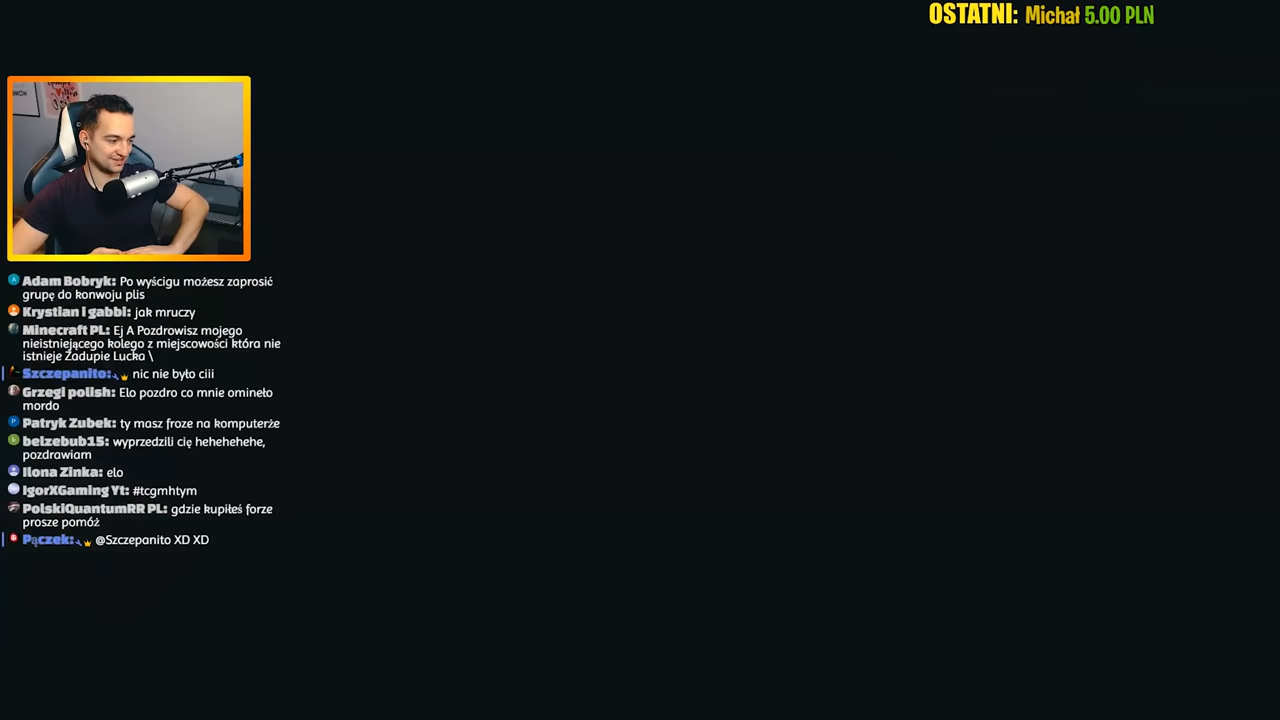 OSTATNI: Michał 5.00 PLN
Adam Bobryk: Po wyścigu możesz zaprosić
grupę do konwoju plis
Krystian i gabbi: jak mruczy
Minecraft PL: Ej A Pozdrowisz mojego
nieistniejącego kolego z miejscowości która nie
istnieje Zadupie Lucka \
Szczepanito: nic nie było ciii
Grzegi polish: Elo pozdro co mnie omineło
mordo
Patryk Zubek: ty masz froze na komputerże
belzebub15: wyprzedzili cię hehehehehe,
pozdrawiam
Ilona Zinka: elo
IgorXGaming Yt: #tcgmhtym
PolskiQuantumRR PL: gdzie kupiłeś forze
prosze pomóż
Pączek: @Szczepanito XD XD